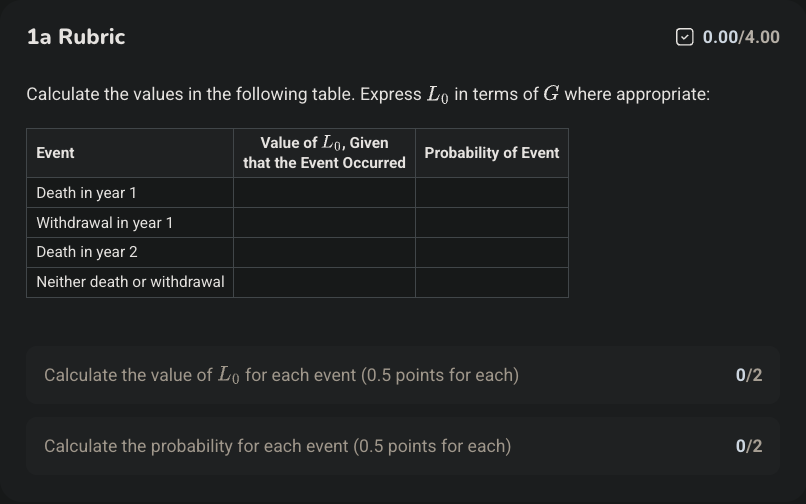 1a Rubric
0.00/4.00
Calculate the values in the following table. Express L₀ in terms of G where appropriate:
Event
Value of L₀, Given
that the Event Occurred
Probability of Event
Death in year 1
Withdrawal in year 1
Death in year 2
Neither death or withdrawal
Calculate the value of L₀ for each event (0.5 points for each)
0/2
Calculate the probability for each event (0.5 points for each)
0/2